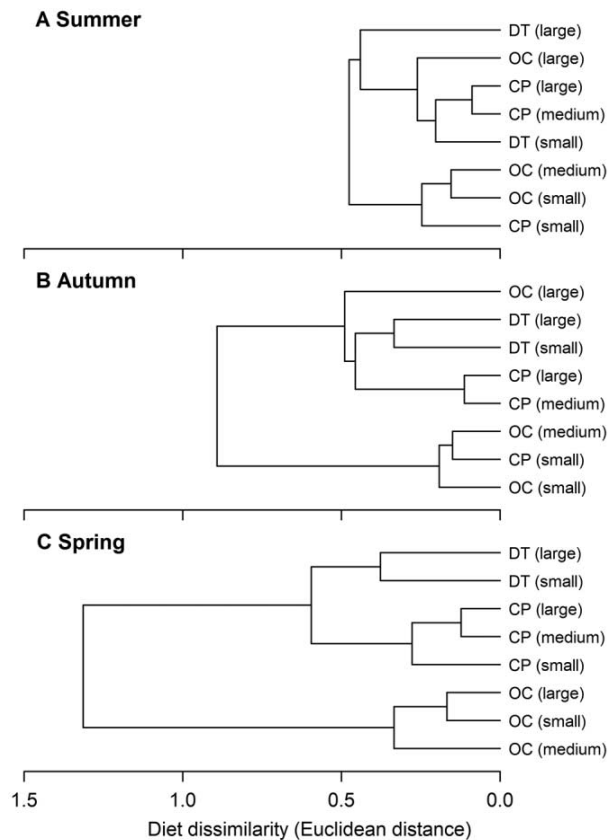 A Summer
DT (large)
OC (large)
CP (large)
CP (medium)
DT (small)
OC (medium)
OC (small)
CP (small)
B Autumn
OC (large)
DT (large)
DT (small)
CP (large)
CP (medium)
OC (medium)
CP (small)
OC (small)
C Spring
DT (large)
DT (small)
CP (large)
CP (medium)
CP (small)
OC (large)
OC (small)
OC (medium)
1.5 1.0 0.5 0.0
Diet dissimilarity (Euclidean distance)